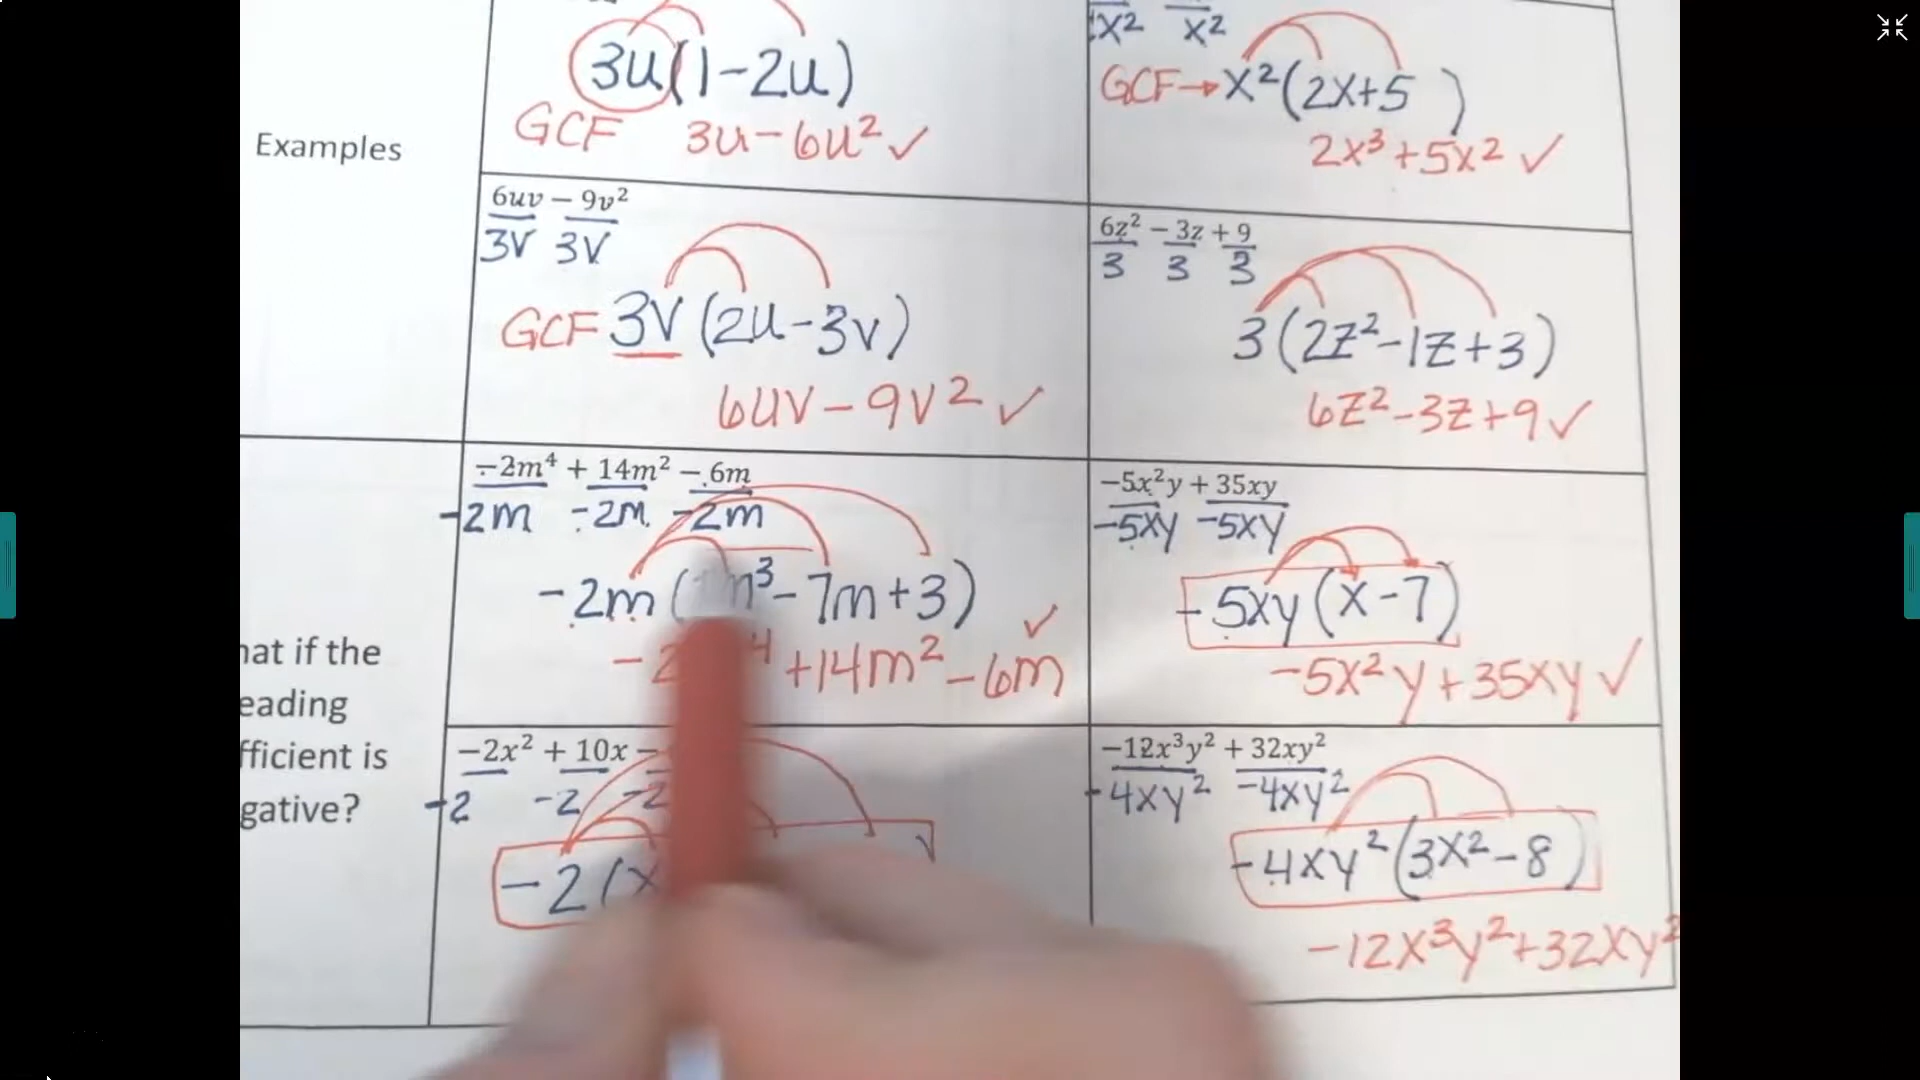 x² x²
3u(1-2u)
GCF 3u-6u²✓
GCF→x²(2x+5)
2x³+5x²✓
Examples
6uv − 9v²
3v 3v
GCF 3v(2u-3v)
6uv-9v²✓
6z² − 3z + 9
3 3 3
3(2z²-1z+3)
6z²-3z+9✓
−2m⁴ + 14m² − 6m
-2m -2m -2m
-2m(m³-7m+3)
+14m²-6m✓
−5x²y + 35xy
-5xy -5xy
-5xy(x-7)
-5x²y+35xy✓
hat if the
eading
fficient is
gative?
−2x² + 10x −
-2 -2 -2
-2(x
−12x³y² + 32xy²
-4xy² -4xy²
-4xy²(3x²-8)
-12x³y²+32xy²